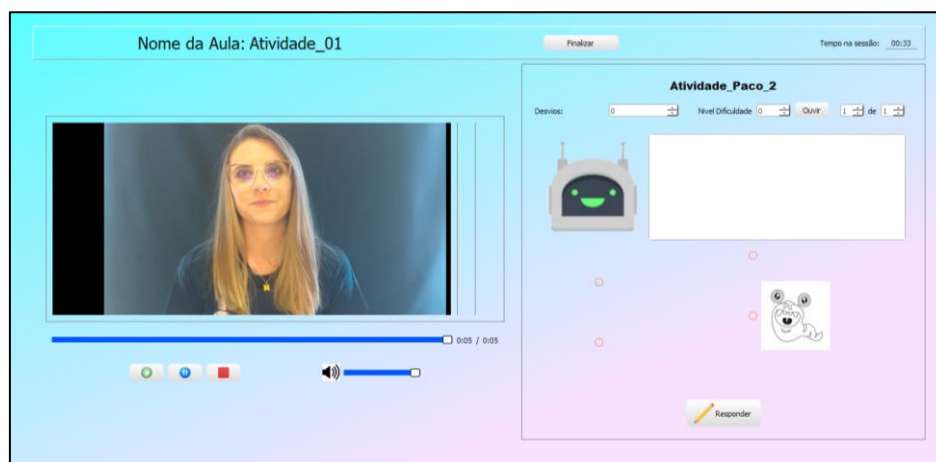 Nome da Aula: Atividade_01
Finalizar
Tempo na sessão: 00:33
Atividade_Paco_2
Desvios: 0 Nivel Dificuldade 0 Ouvir 1 de 1
0:05 / 0:05
Responder